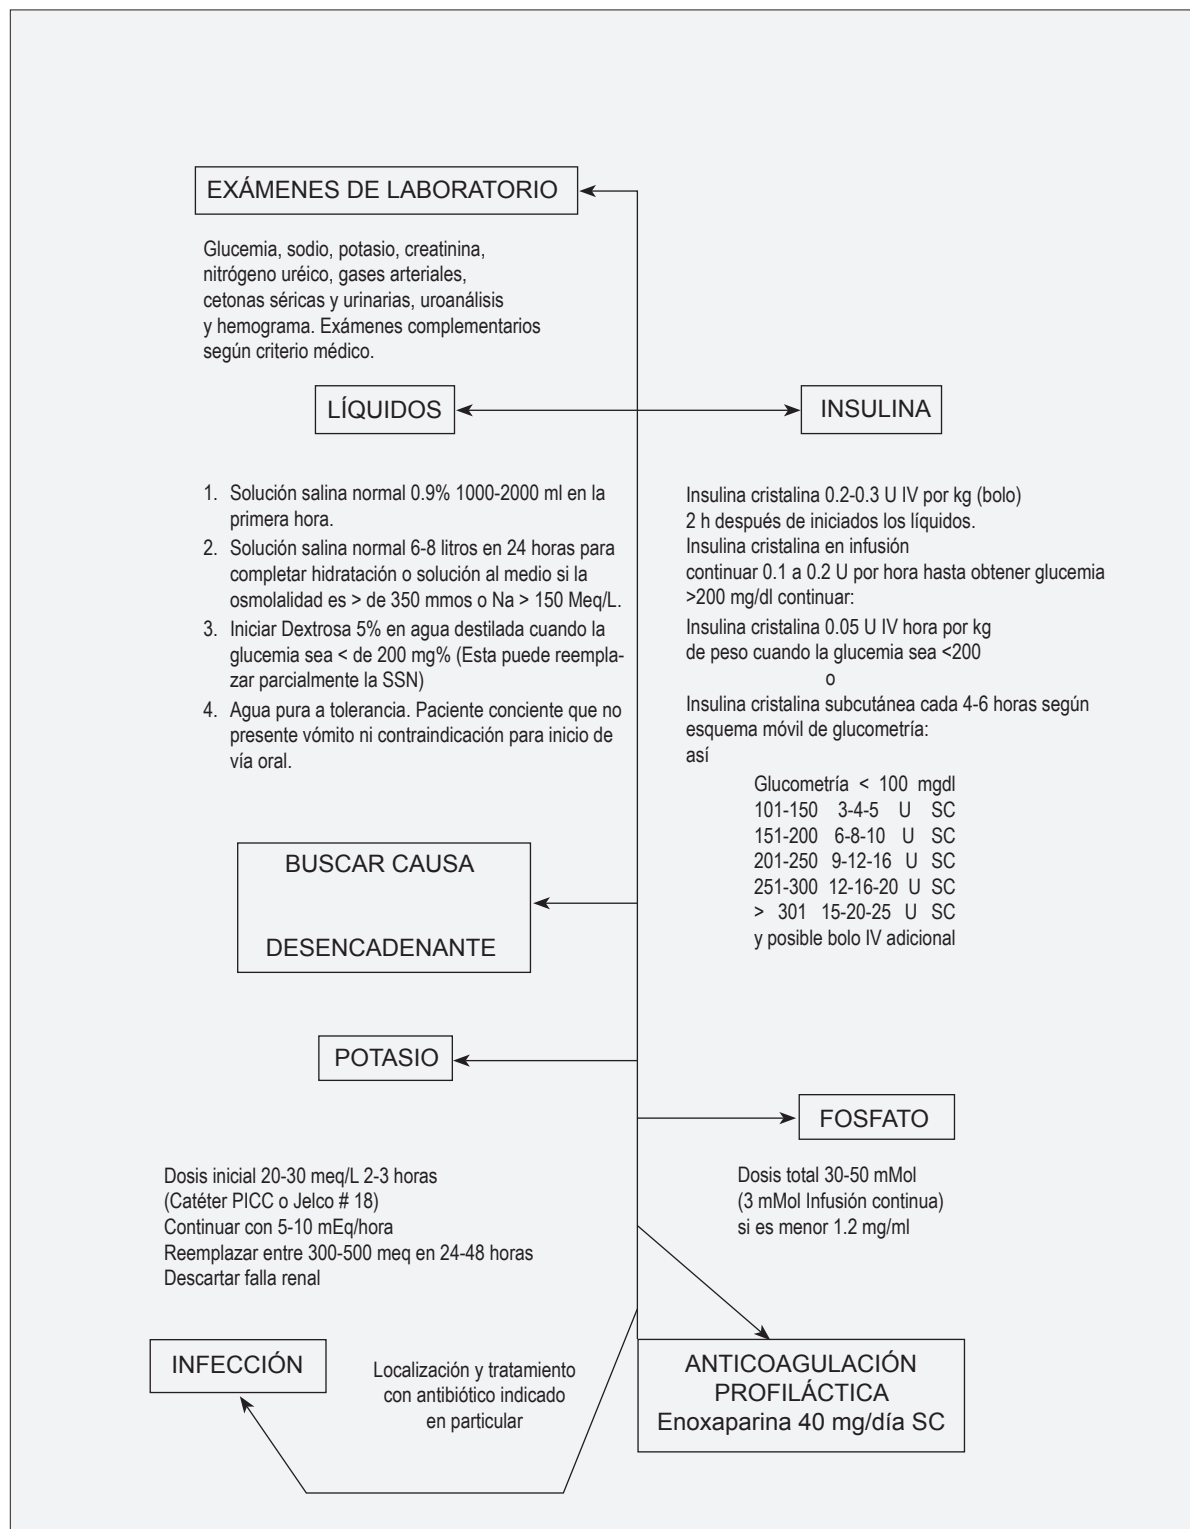 EXÁMENES DE LABORATORIO
Glucemia, sodio, potasio, creatinina,
nitrógeno uréico, gases arteriales,
cetonas séricas y urinarias, uroanálisis
y hemograma. Exámenes complementarios
según criterio médico.
LÍQUIDOS
1. Solución salina normal 0.9% 1000-2000 ml en la
primera hora.
2. Solución salina normal 6-8 litros en 24 horas para
completar hidratación o solución al medio si la
osmolalidad es > de 350 mmos o Na > 150 Meq/L.
3. Iniciar Dextrosa 5% en agua destilada cuando la
glucemia sea < de 200 mg% (Esta puede reempla-
zar parcialmente la SSN)
4. Agua pura a tolerancia. Paciente conciente que no
presente vómito ni contraindicación para inicio de
vía oral.
INSULINA
Insulina cristalina 0.2-0.3 U IV por kg (bolo)
2 h después de iniciados los líquidos.
Insulina cristalina en infusión
continuar 0.1 a 0.2 U por hora hasta obtener glucemia
>200 mg/dl continuar:
Insulina cristalina 0.05 U IV hora por kg
de peso cuando la glucemia sea <200
o
Insulina cristalina subcutánea cada 4-6 horas según
esquema móvil de glucometría:
así
Glucometría < 100 mgdl
101-150 3-4-5 U SC
151-200 6-8-10 U SC
201-250 9-12-16 U SC
251-300 12-16-20 U SC
> 301 15-20-25 U SC
y posible bolo IV adicional
BUSCAR CAUSA
DESENCADENANTE
POTASIO
Dosis inicial 20-30 meq/L 2-3 horas
(Catéter PICC o Jelco # 18)
Continuar con 5-10 mEq/hora
Reemplazar entre 300-500 meq en 24-48 horas
Descartar falla renal
FOSFATO
Dosis total 30-50 mMol
(3 mMol Infusión continua)
si es menor 1.2 mg/ml
INFECCIÓN
Localización y tratamiento
con antibiótico indicado
en particular
ANTICOAGULACIÓN
PROFILÁCTICA
Enoxaparina 40 mg/día SC